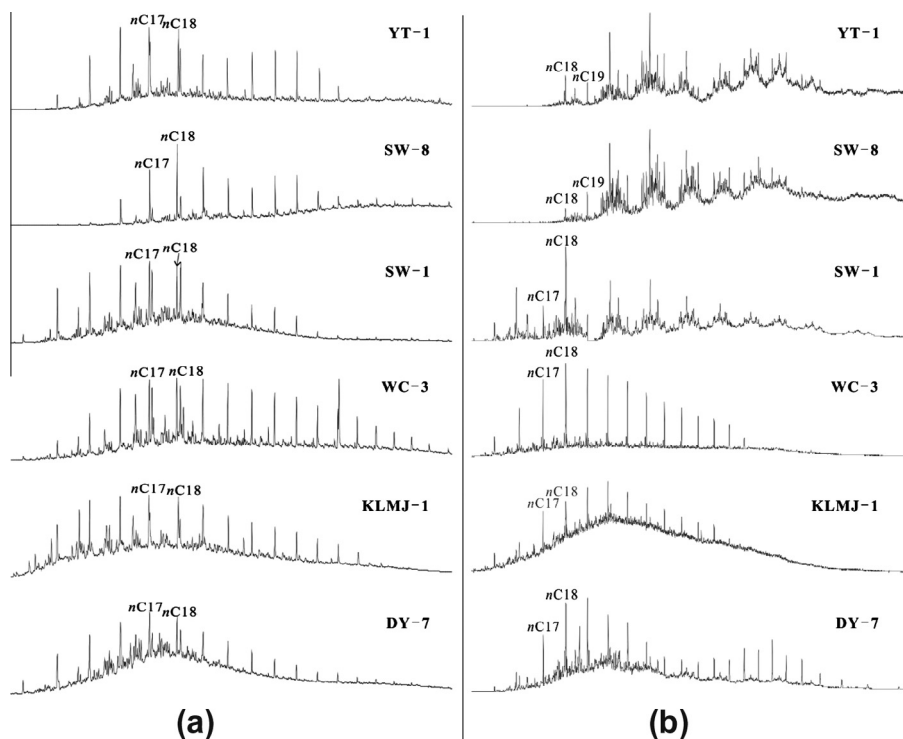 nC17 nC18
YT-1
nC18
nC17
SW-8
nC17 nC18
SW-1
nC17 nC18
WC-3
nC17 nC18
KLMJ-1
nC17 nC18
DY-7
(a)
YT-1
nC18
nC19
SW-8
nC19
nC18
nC18
SW-1
nC17
nC18
WC-3
nC17
KLMJ-1
nC18
nC17
nC18
DY-7
nC17
(b)